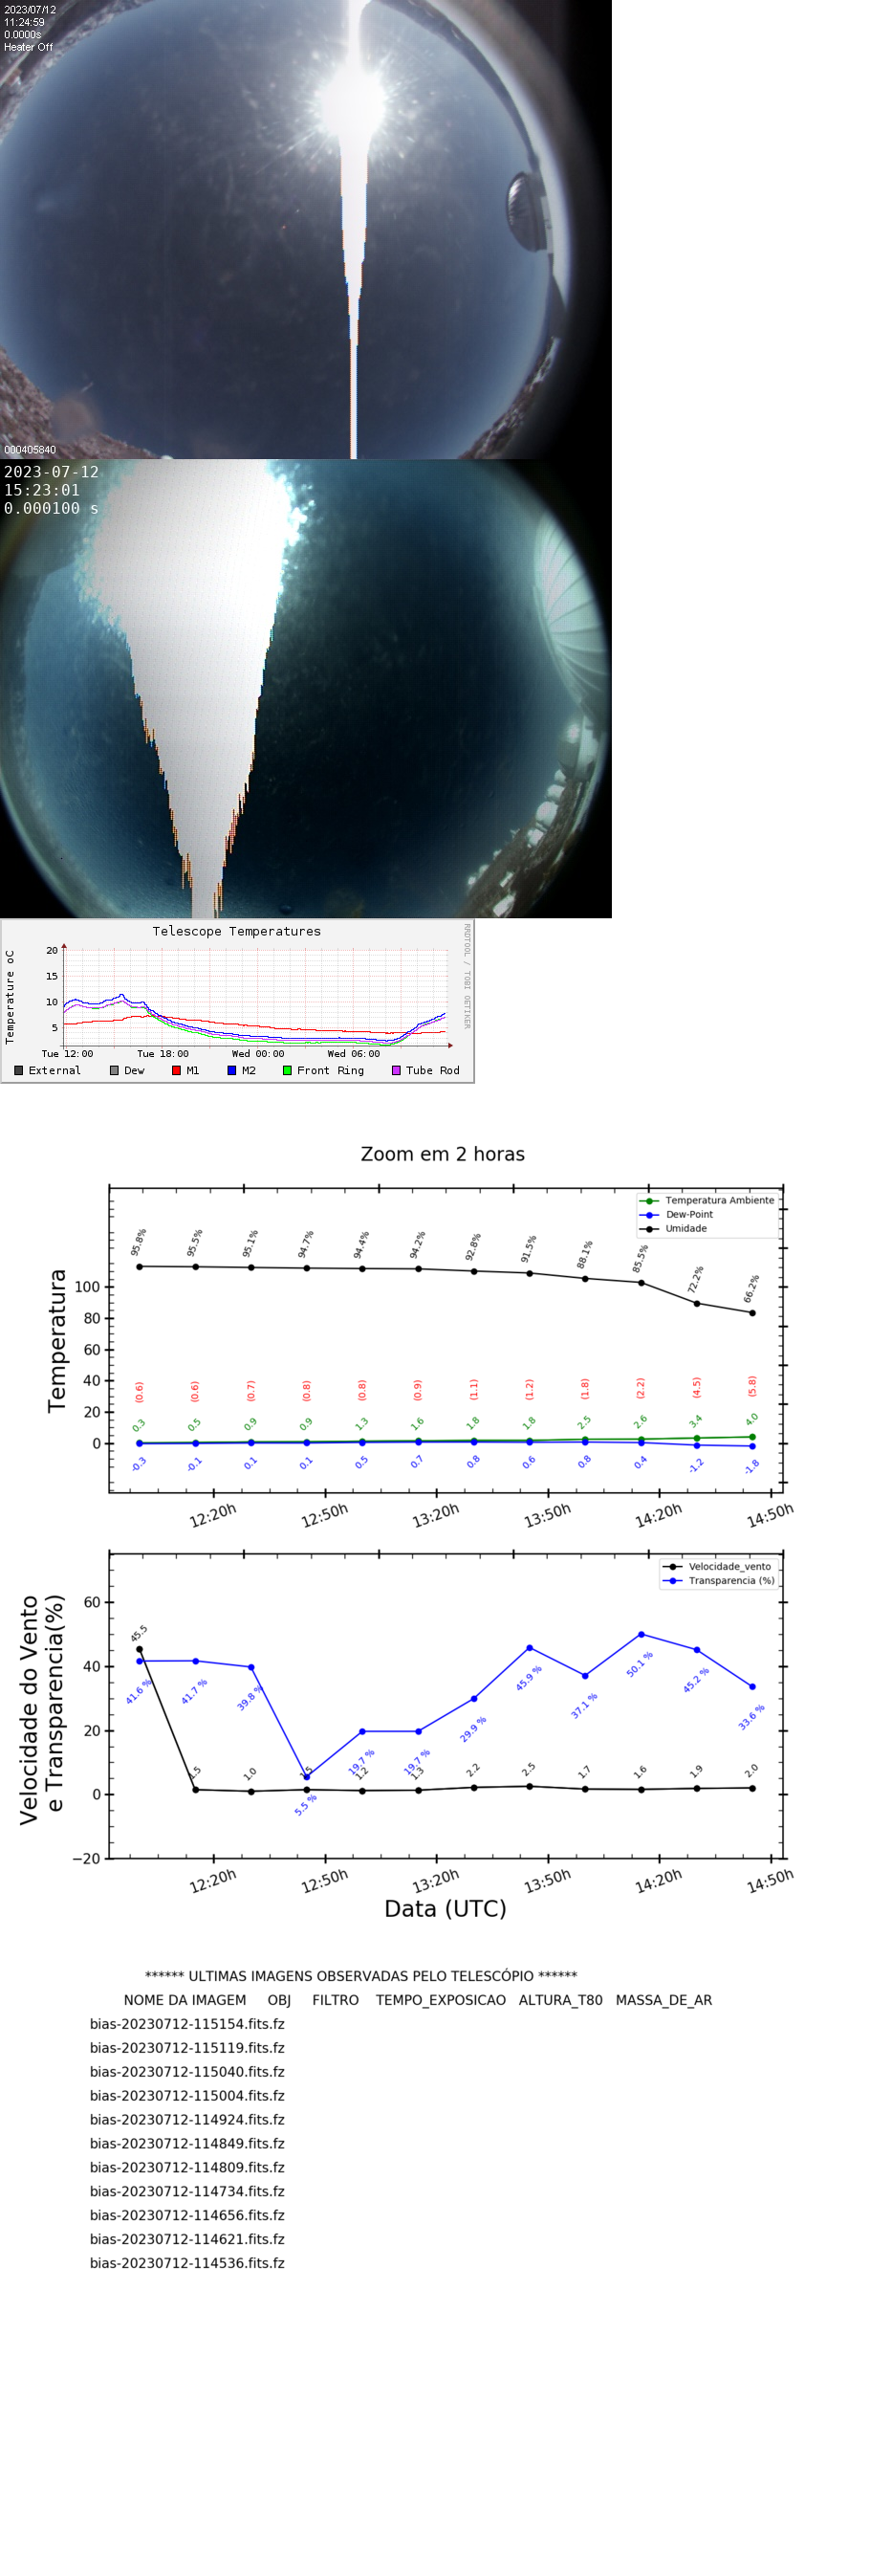 2023/07/12
11:24:59
0.0000s
Heater Off
000405840
2023-07-12
15:23:01
0.000100 s
Telescope Temperatures
RRDTOOL / TOBI OETIKER
Temperature oC
20
15
10
5
Tue 12:00 Tue 18:00 Wed 00:00 Wed 06:00
External Dew M1 M2 Front Ring Tube Rod
Zoom em 2 horas
Temperatura Ambiente
Dew-Point
Umidade
95.8% 95.5% 95.1% 94.7% 94.4% 94.2% 92.8% 91.5% 88.1% 85.5% 72.2% 66.2%
Temperatura
100
80
60
40
20
0
(0.6) (0.6) (0.7) (0.8) (0.8) (0.9) (1.1) (1.2) (1.8) (2.2) (4.5) (5.8)
0.3 0.5 0.9 0.9 1.3 1.6 1.8 1.8 2.5 2.6 3.4 4.0
-0.3 -0.1 0.1 0.1 0.5 0.7 0.8 0.6 0.8 0.4 -1.2 -1.8
12:20h 12:50h 13:20h 13:50h 14:20h 14:50h
Velocidade_vento
Transparencia (%)
Velocidade do Vento
e Transparencia(%)
60
40
20
0
−20
45.5 1.5 1.0 1.5 1.2 1.3 2.2 2.5 1.7 1.6 1.9 2.0
41.6 % 41.7 % 39.8 % 5.5 % 19.7 % 19.7 % 29.9 % 45.9 % 37.1 % 50.1 % 45.2 % 33.6 %
12:20h 12:50h 13:20h 13:50h 14:20h 14:50h
Data (UTC)
****** ULTIMAS IMAGENS OBSERVADAS PELO TELESCÓPIO ******
NOME DA IMAGEM OBJ FILTRO TEMPO_EXPOSICAO ALTURA_T80 MASSA_DE_AR
bias-20230712-115154.fits.fz
bias-20230712-115119.fits.fz
bias-20230712-115040.fits.fz
bias-20230712-115004.fits.fz
bias-20230712-114924.fits.fz
bias-20230712-114849.fits.fz
bias-20230712-114809.fits.fz
bias-20230712-114734.fits.fz
bias-20230712-114656.fits.fz
bias-20230712-114621.fits.fz
bias-20230712-114536.fits.fz